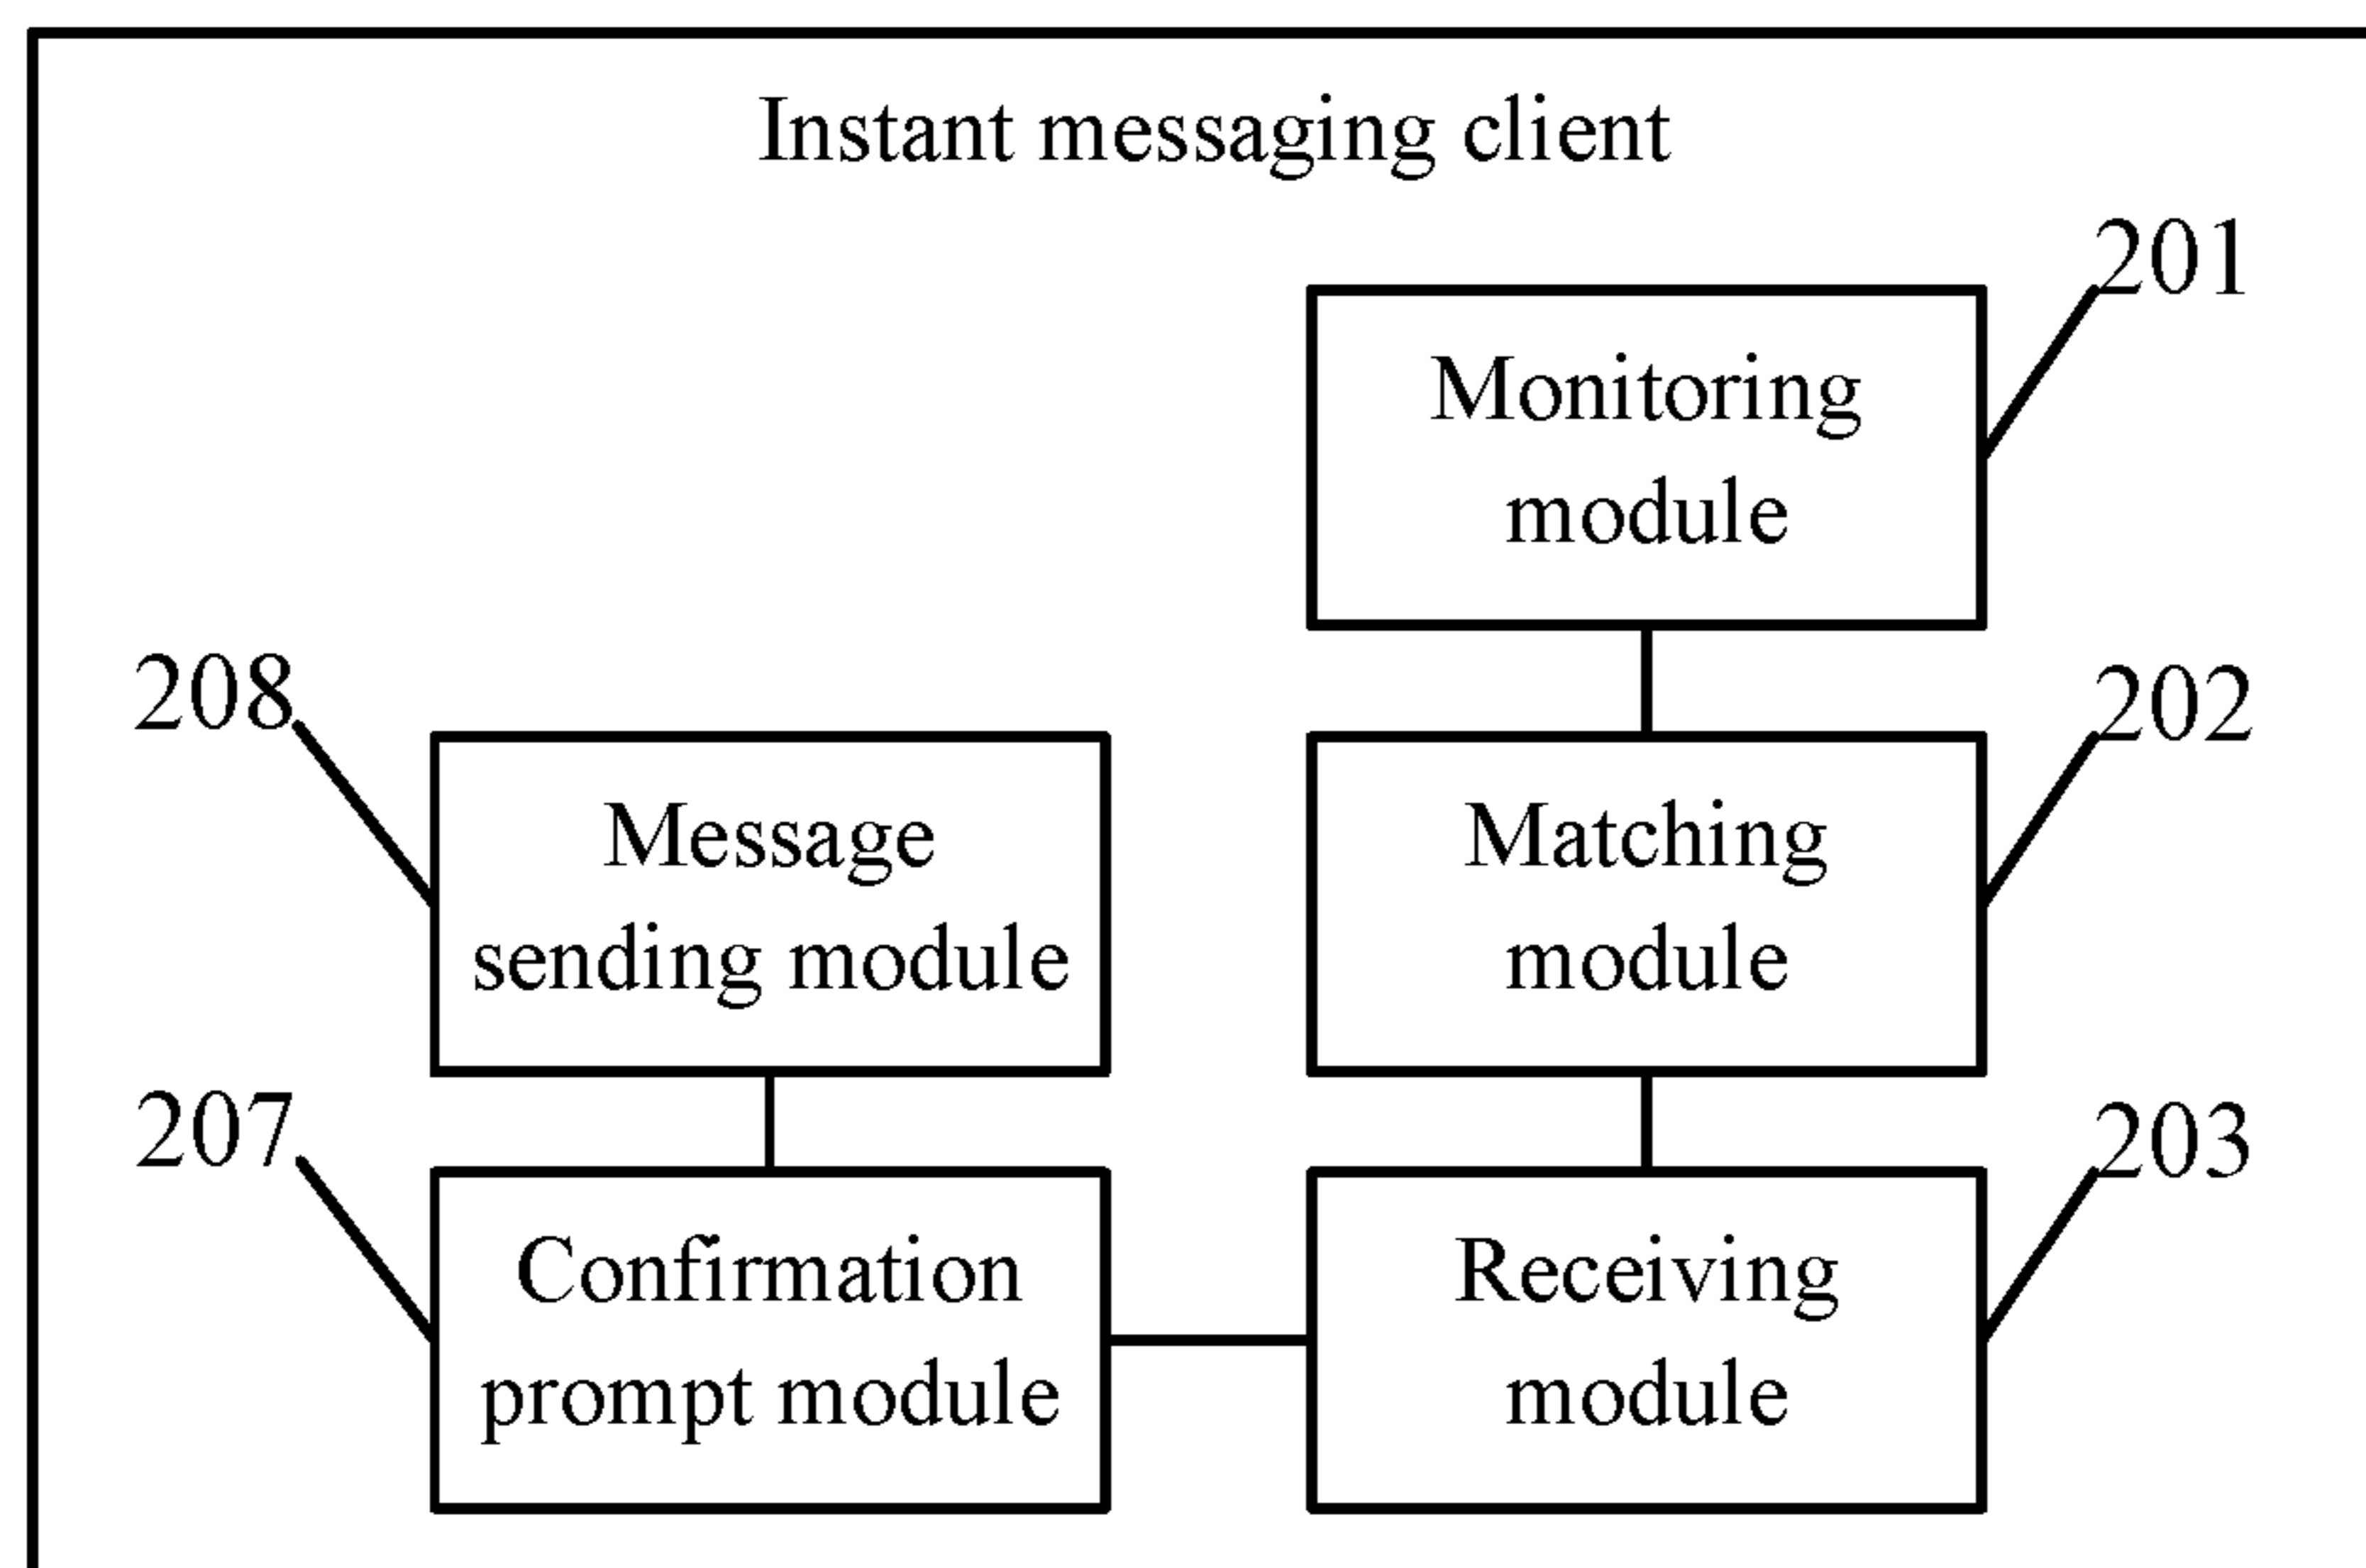 Instant messaging client
201
Monitoring
module
208
202
Message
sending module
Matching
module
207
203
Confirmation
prompt module
Receiving
module